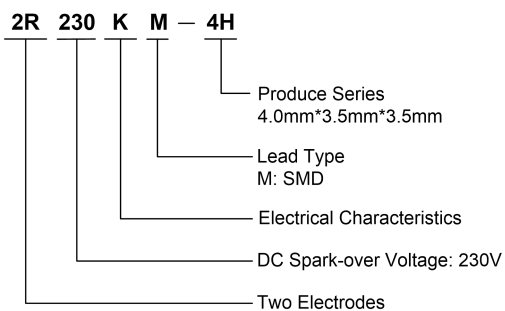 2R 230 K M – 4H
Produce Series
4.0mm*3.5mm*3.5mm
Lead Type
M: SMD
Electrical Characteristics
DC Spark-over Voltage: 230V
Two Electrodes